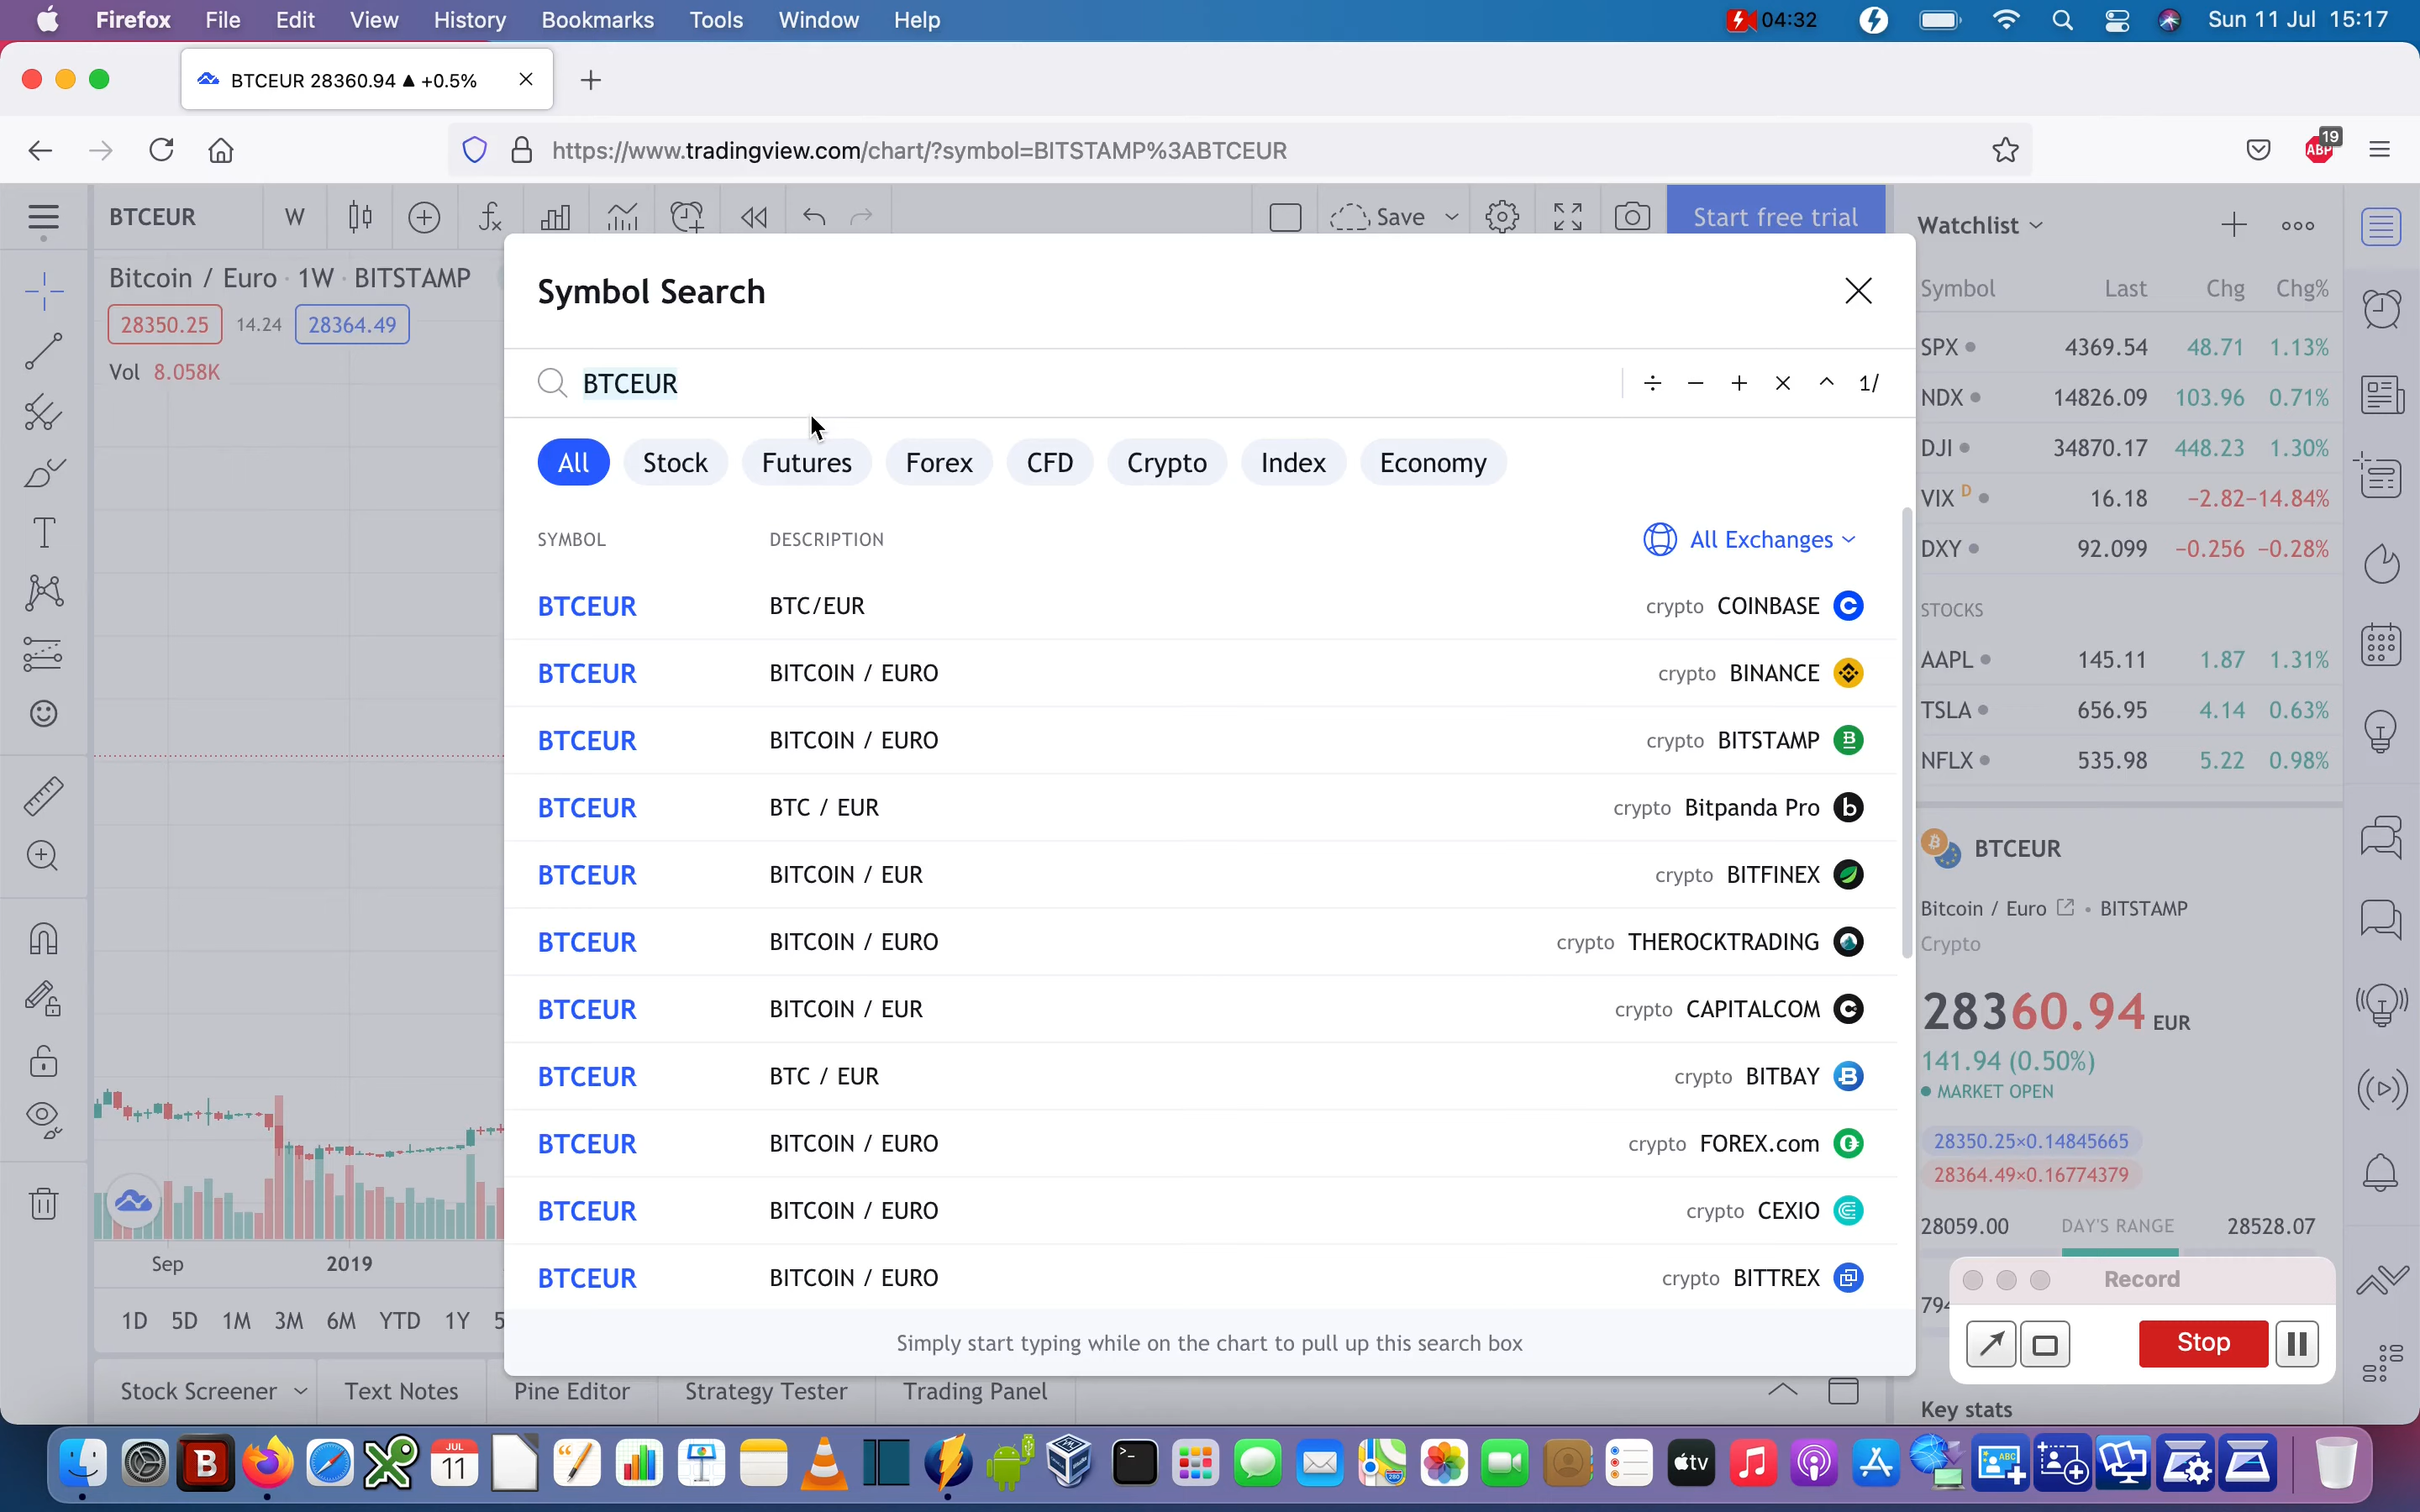 Firefox File Edit View History Bookmarks Tools Window Help 04:32 Sun 11 Jul 15:17
BTCEUR 28360.94 ▲ +0.5%
https://www.tradingview.com/chart/?symbol=BITSTAMP%3ABTCEUR
ABP 19
BTCEUR W Save Start free trial
Bitcoin / Euro · 1W · BITSTAMP
28350.25 14.24 28364.49
Vol 8.058K
Symbol Search
BTCEUR ÷ − + × ^ 1/
All Stock Futures Forex CFD Crypto Index Economy
SYMBOL DESCRIPTION All Exchanges
BTCEUR BTC/EUR crypto COINBASE
BTCEUR BITCOIN / EURO crypto BINANCE
BTCEUR BITCOIN / EURO crypto BITSTAMP
BTCEUR BTC / EUR crypto Bitpanda Pro
BTCEUR BITCOIN / EUR crypto BITFINEX
BTCEUR BITCOIN / EURO crypto THEROCKTRADING
BTCEUR BITCOIN / EUR crypto CAPITALCOM
BTCEUR BTC / EUR crypto BITBAY
BTCEUR BITCOIN / EURO crypto FOREX.com
BTCEUR BITCOIN / EURO crypto CEXIO
BTCEUR BITCOIN / EURO crypto BITTREX
Simply start typing while on the chart to pull up this search box
Sep 2019
1D 5D 1M 3M 6M YTD 1Y 5
Stock Screener Text Notes Pine Editor Strategy Tester Trading Panel
Watchlist
Symbol Last Chg Chg%
SPX 4369.54 48.71 1.13%
NDX 14826.09 103.96 0.71%
DJI 34870.17 448.23 1.30%
VIX D 16.18 −2.82 −14.84%
DXY 92.099 −0.256 −0.28%
STOCKS
AAPL 145.11 1.87 1.31%
TSLA 656.95 4.14 0.63%
NFLX 535.98 5.22 0.98%
BTCEUR
Bitcoin / Euro • BITSTAMP
Crypto
28360.94 EUR
141.94 (0.50%)
MARKET OPEN
28350.25×0.14845665
28364.49×0.16774379
28059.00 DAY'S RANGE 28528.07
794
Record
Stop
Key stats
JUL
11
tv